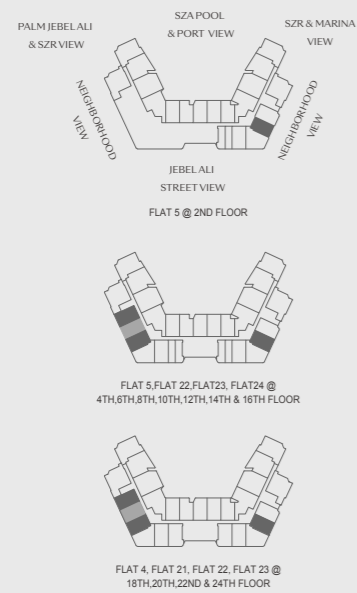 PALM JEBEL ALI
& SZR VIEW
SZA POOL
& PORT VIEW
SZR & MARINA
VIEW
NEIGHBORHOOD
VIEW
NEIGHBORHOOD
VIEW
JEBEL ALI
STREET VIEW
FLAT 5 @ 2ND FLOOR
FLAT 5,FLAT 22,FLAT23, FLAT24 @
4TH,6TH,8TH,10TH,12TH,14TH & 16TH FLOOR
FLAT 4, FLAT 21, FLAT 22, FLAT 23 @
18TH,20TH,22ND & 24TH FLOOR